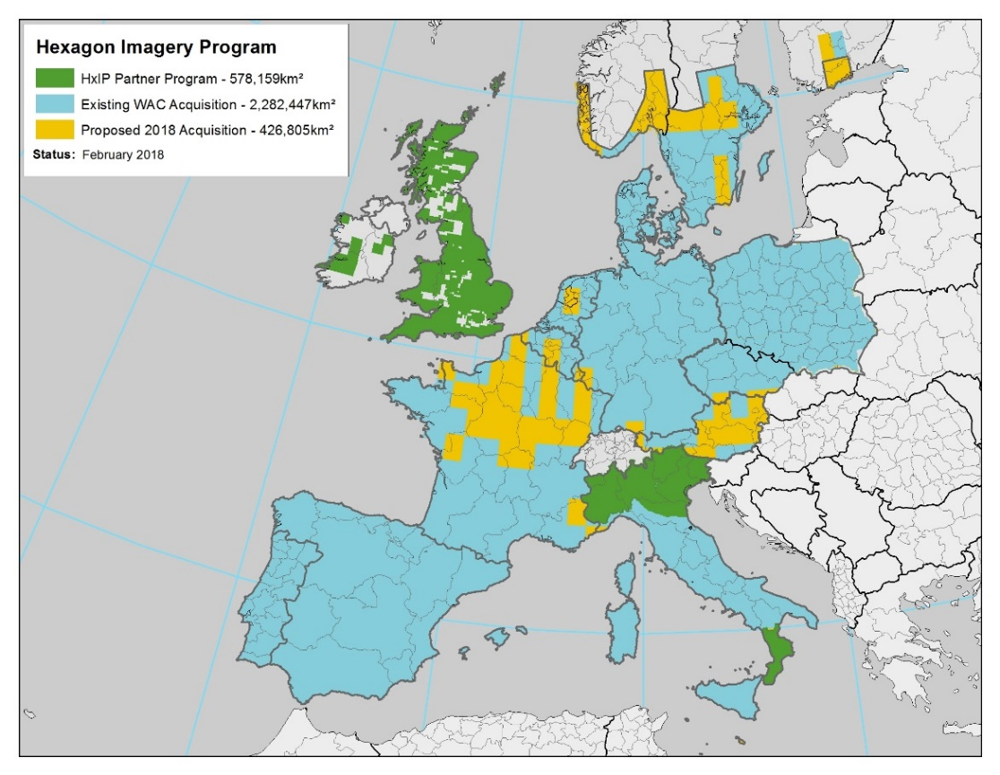 Hexagon Imagery Program
HxIP Partner Program - 578,159km²
Existing WAC Acquisition - 2,282,447km²
Proposed 2018 Acquisition - 426,805km²
Status: February 2018